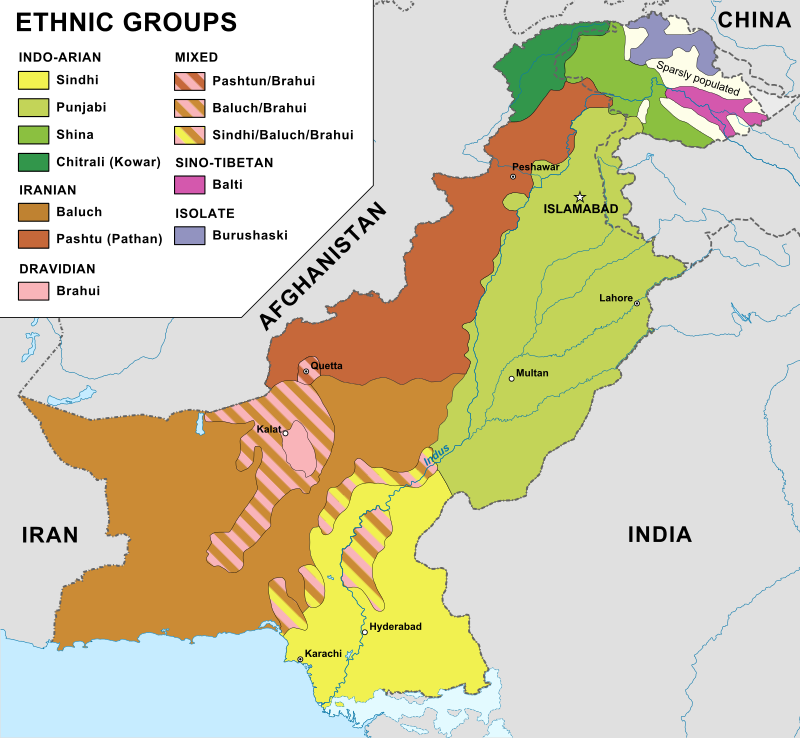 ETHNIC GROUPS
INDO-ARIAN
Sindhi
Punjabi
Shina
Chitrali (Kowar)
IRANIAN
Baluch
Pashtu (Pathan)
DRAVIDIAN
Brahui
MIXED
Pashtun/Brahui
Baluch/Brahui
Sindhi/Baluch/Brahui
SINO-TIBETAN
Balti
ISOLATE
Burushaski
CHINA
Sparsly populated
Peshawar
ISLAMABAD
AFGHANISTAN
Lahore
Quetta
Multan
Kalat
Indus
IRAN
INDIA
Hyderabad
Karachi